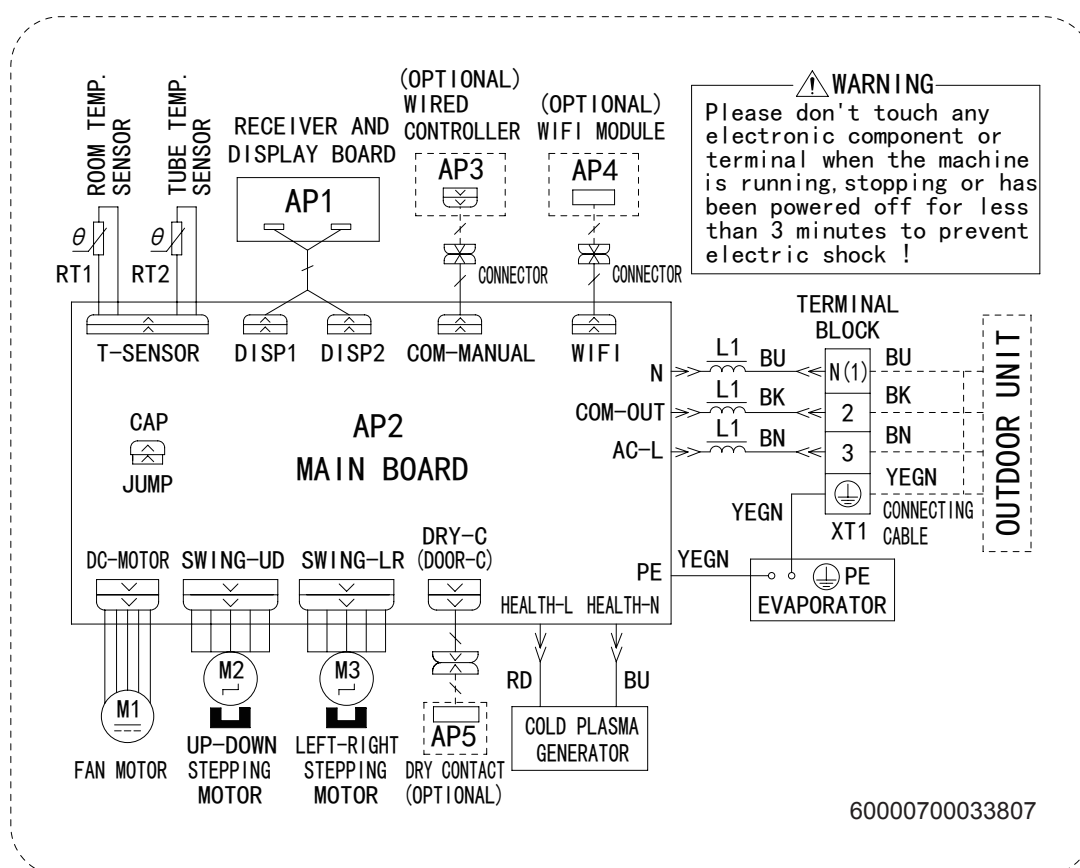 ROOM TEMP.
SENSOR
TUBE TEMP.
SENSOR
θ
RT1
θ
RT2
RECEIVER AND
DISPLAY BOARD
AP1
(OPTIONAL)
WIRED
CONTROLLER
AP3
CONNECTOR
(OPTIONAL)
WIFI MODULE
AP4
CONNECTOR
WARNING
Please don't touch any
electronic component or
terminal when the machine
is running, stopping or has
been powered off for less
than 3 minutes to prevent
electric shock !
T-SENSOR
DISP1
DISP2
COM-MANUAL
WIFI
CAP
JUMP
AP2
MAIN BOARD
N
L1
BU
COM-OUT
L1
BK
AC-L
L1
BN
TERMINAL
BLOCK
N(1)
2
3
XT1
BU
BK
BN
YEGN
CONNECTING
CABLE
OUTDOOR UNIT
YEGN
PE
YEGN
PE
EVAPORATOR
DC-MOTOR
SWING-UD
SWING-LR
DRY-C
(DOOR-C)
HEALTH-L
HEALTH-N
M1
FAN MOTOR
M2
UP-DOWN
STEPPING
MOTOR
M3
LEFT-RIGHT
STEPPING
MOTOR
AP5
DRY CONTACT
(OPTIONAL)
RD
BU
COLD PLASMA
GENERATOR
60000700033807